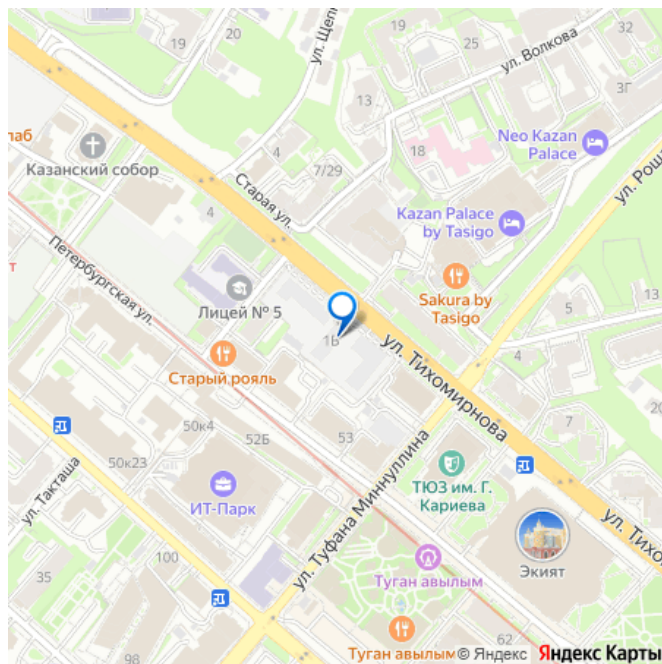 19
20
ул. Щеп
19
25
ул. Волкова
13
3Г
лаб
Казанский собор
4
7/29
18
Neo Kazan
Palace
Старая ул.
ул. Рош
4
Kazan Palace
by Tasigo
т
Петербургская ул.
Лицей № 5
Sakura by
Tasigo
5
13
1Б
ул. Тихомирнова
Старый рояль
4
20
7
50к4
52Б
53
50к23
ТЮЗ им. Г.
Кариева
ул. Такташа
ИТ-Парк
ул. Туфана Миннуллина
ул. Тихо
Экият
100
Туган авылым
35
98
62
Туган авылым
© Яндекс Яндекс Карты